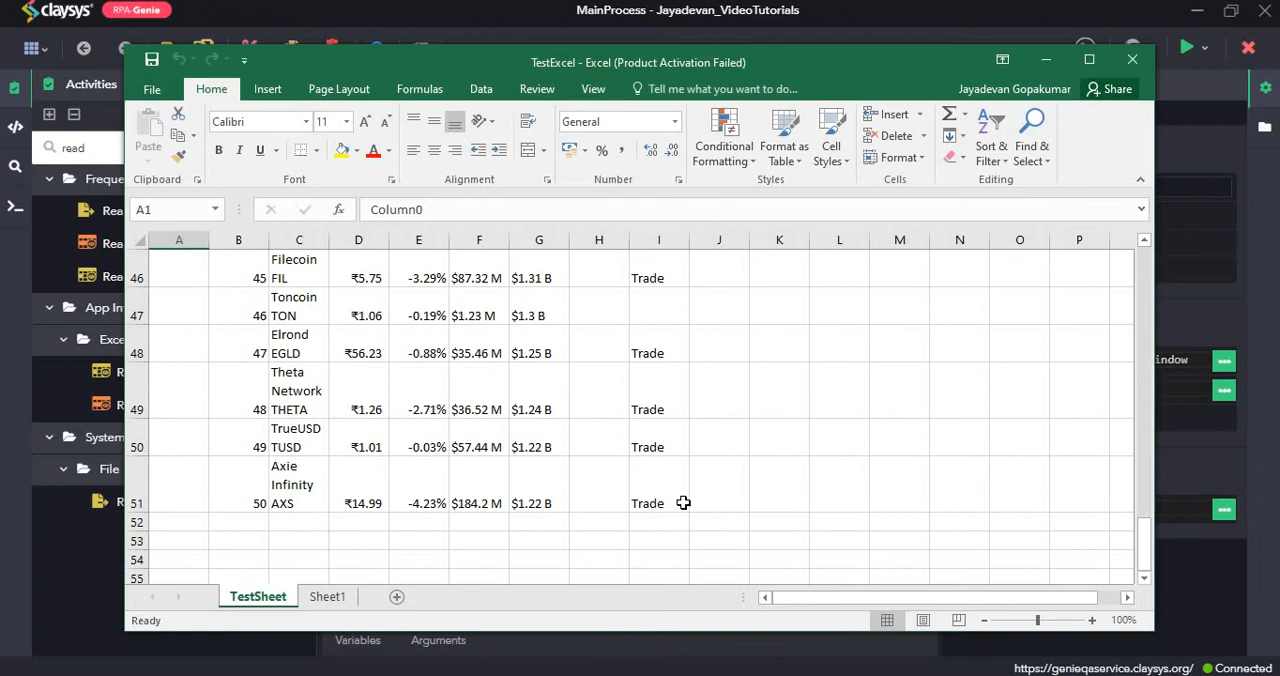 claysys
RPA-Genie
MainProcess - Jayadevan_VideoTutorials
Activities
read
Freque
Rea
Rea
Rea
App In
Exce
R
R
System
File
R
TestExcel - Excel (Product Activation Failed)
File Home Insert Page Layout Formulas Data Review View Tell me what you want to do... Jayadevan Gopakumar Share
Paste
Clipboard
Calibri 11
B I U
Font
Alignment
General
Number
Conditional Formatting
Format as Table
Cell Styles
Styles
Insert
Delete
Format
Cells
Sort & Filter
Find & Select
Editing
A1 fx Column0
A B C D E F G H I J K L M N O P
46 45 Filecoin FIL ₹5.75 -3.29% $87.32 M $1.31 B Trade
47 46 Toncoin TON ₹1.06 -0.19% $1.23 M $1.3 B
48 47 Elrond EGLD ₹56.23 -0.88% $35.46 M $1.25 B Trade
49 48 Theta Network THETA ₹1.26 -2.71% $36.52 M $1.24 B Trade
50 49 TrueUSD TUSD ₹1.01 -0.03% $57.44 M $1.22 B Trade
51 50 Axie Infinity AXS ₹14.99 -4.23% $184.2 M $1.22 B Trade
52
53
54
55
TestSheet Sheet1
Ready 100%
indow
Variables Arguments
https://genieqaservice.claysys.org/ Connected